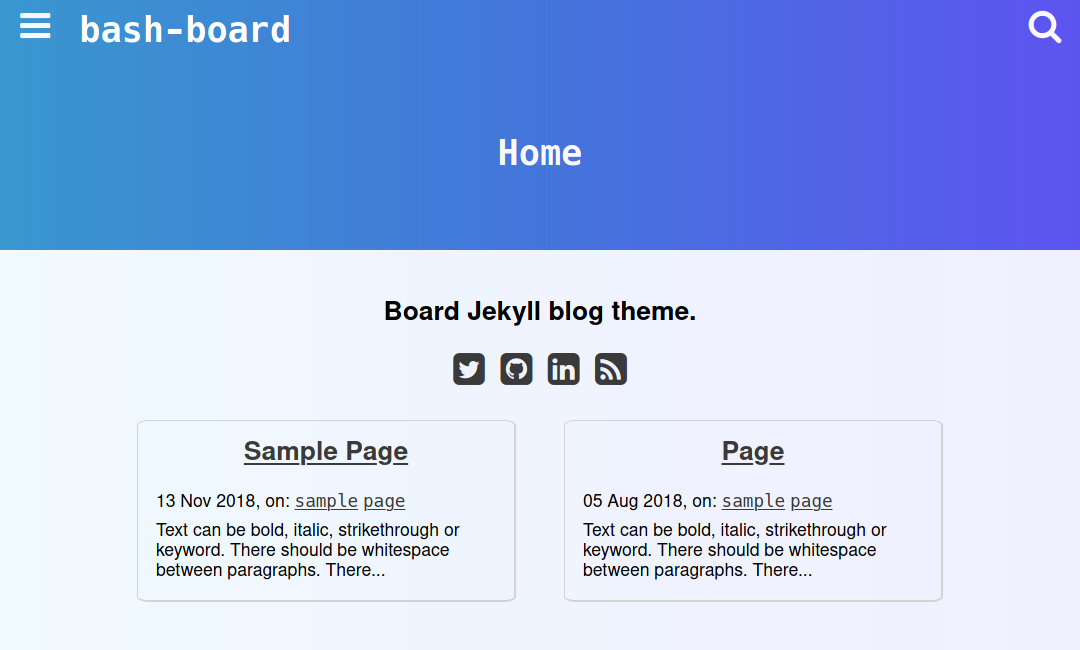 bash-board
Home
Board Jekyll blog theme.
in
Sample Page
13 Nov 2018, on: sample page
Text can be bold, italic, strikethrough or
keyword. There should be whitespace
between paragraphs. There...
Page
05 Aug 2018, on: sample page
Text can be bold, italic, strikethrough or
keyword. There should be whitespace
between paragraphs. There...